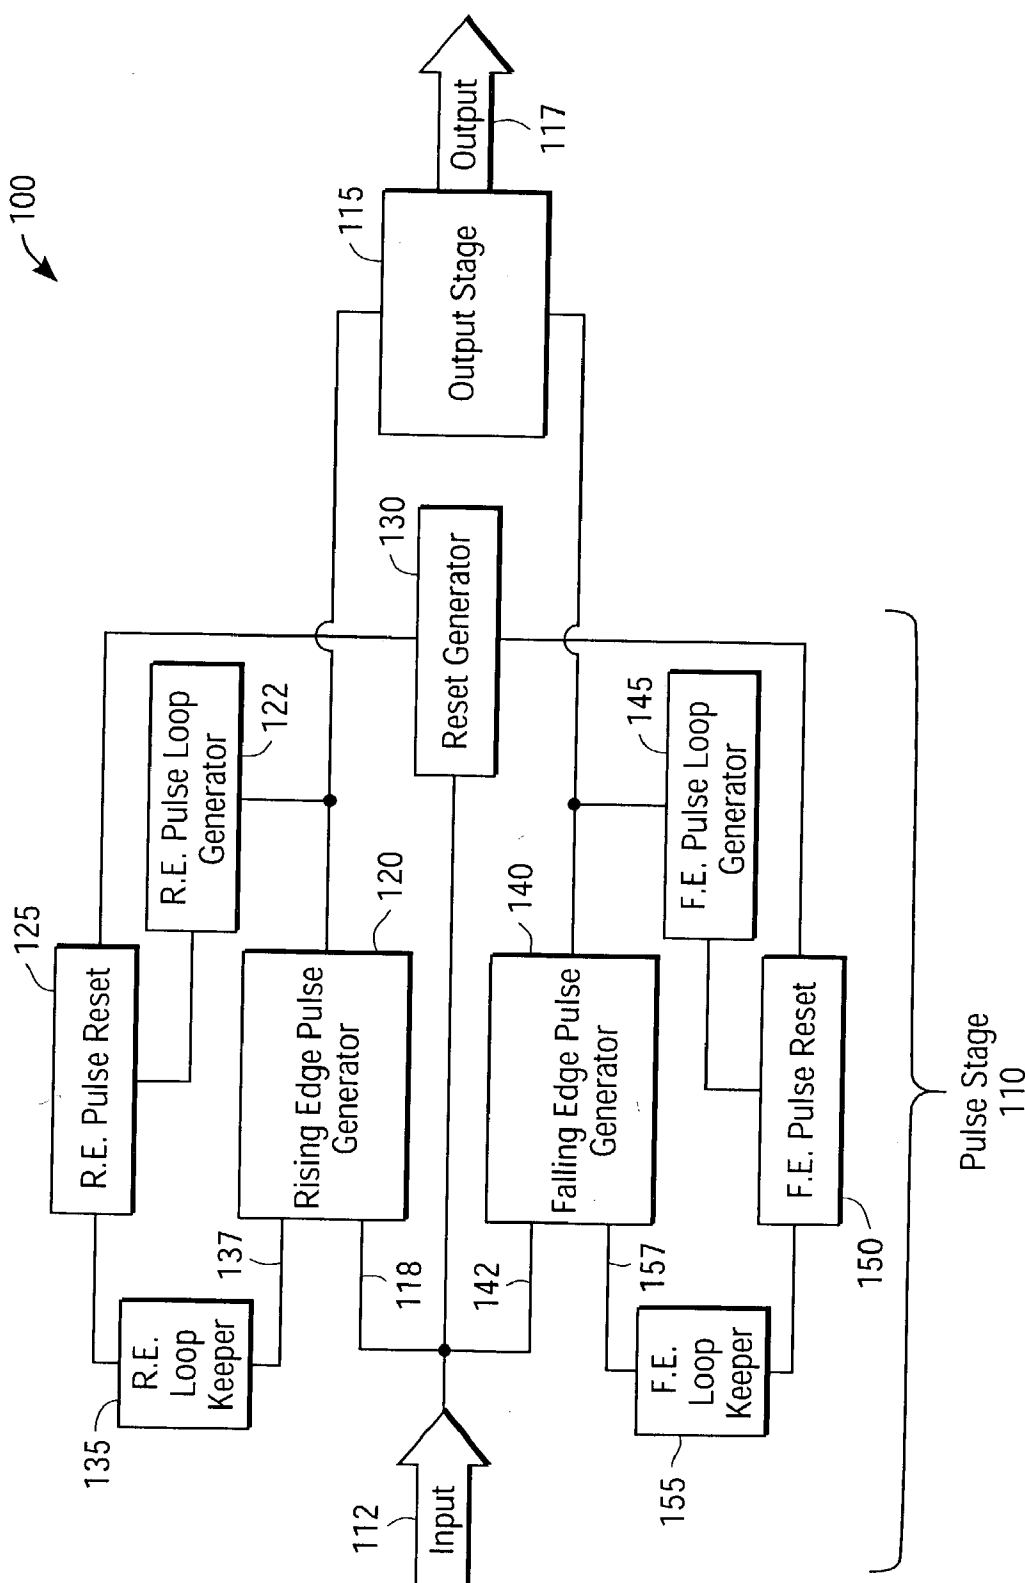 100
125
R.E. Pulse Reset
R.E. Pulse Loop
Generator
122
135
R.E.
Loop
Keeper
137
Rising Edge Pulse
Generator
120
118
112
Input
130
Reset Generator
115
Output Stage
Output
117
142
Falling Edge Pulse
Generator
140
157
155
F.E.
Loop
Keeper
F.E. Pulse Loop
Generator
145
F.E. Pulse Reset
150
Pulse Stage
110